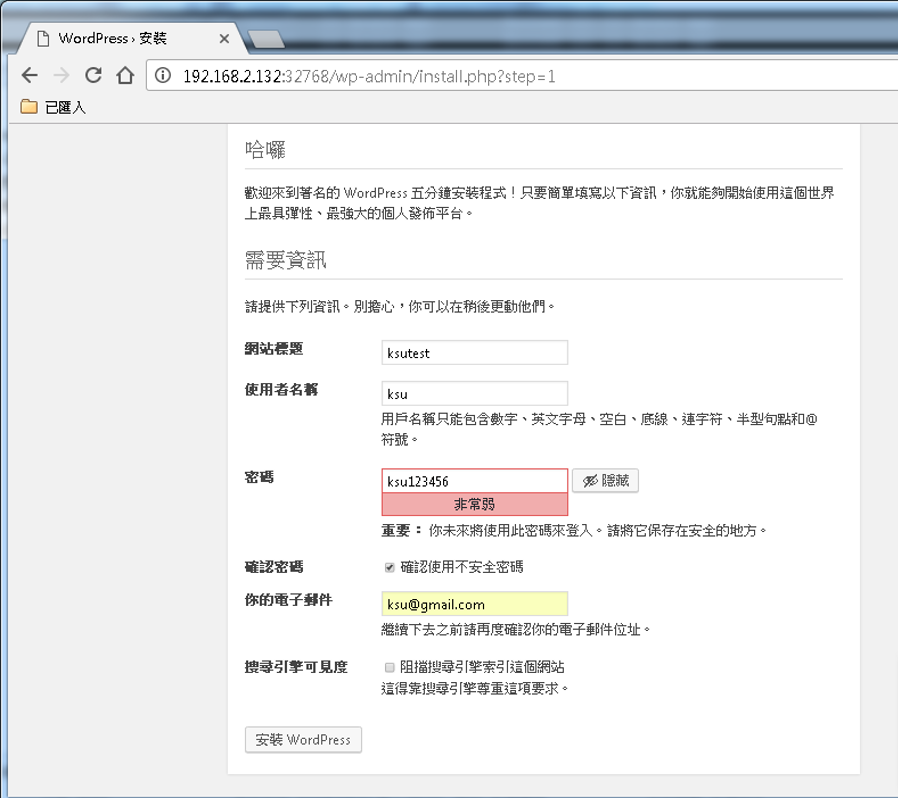 WordPress › 安裝
192.168.2.132:32768/wp-admin/install.php?step=1
已匯入
哈囉
歡迎來到著名的 WordPress 五分鐘安裝程式！只要簡單填寫以下資訊，你就能夠開始使用這個世界
上最具彈性、最強大的個人發佈平台。
需要資訊
請提供下列資訊。別擔心，你可以在稍後更動他們。
網站標題 ksutest
使用者名稱 ksu
用戶名稱只能包含數字、英文字母、空白、底線、連字符、半型句點和@
符號。
密碼 ksu123456 隱藏
非常弱
重要： 你未來將使用此密碼來登入。請將它保存在安全的地方。
確認密碼 確認使用不安全密碼
你的電子郵件 ksu@gmail.com
繼續下去之前請再度確認你的電子郵件位址。
搜尋引擎可見度 阻擋搜尋引擎索引這個網站
這得靠搜尋引擎尊重這項要求。
安裝 WordPress